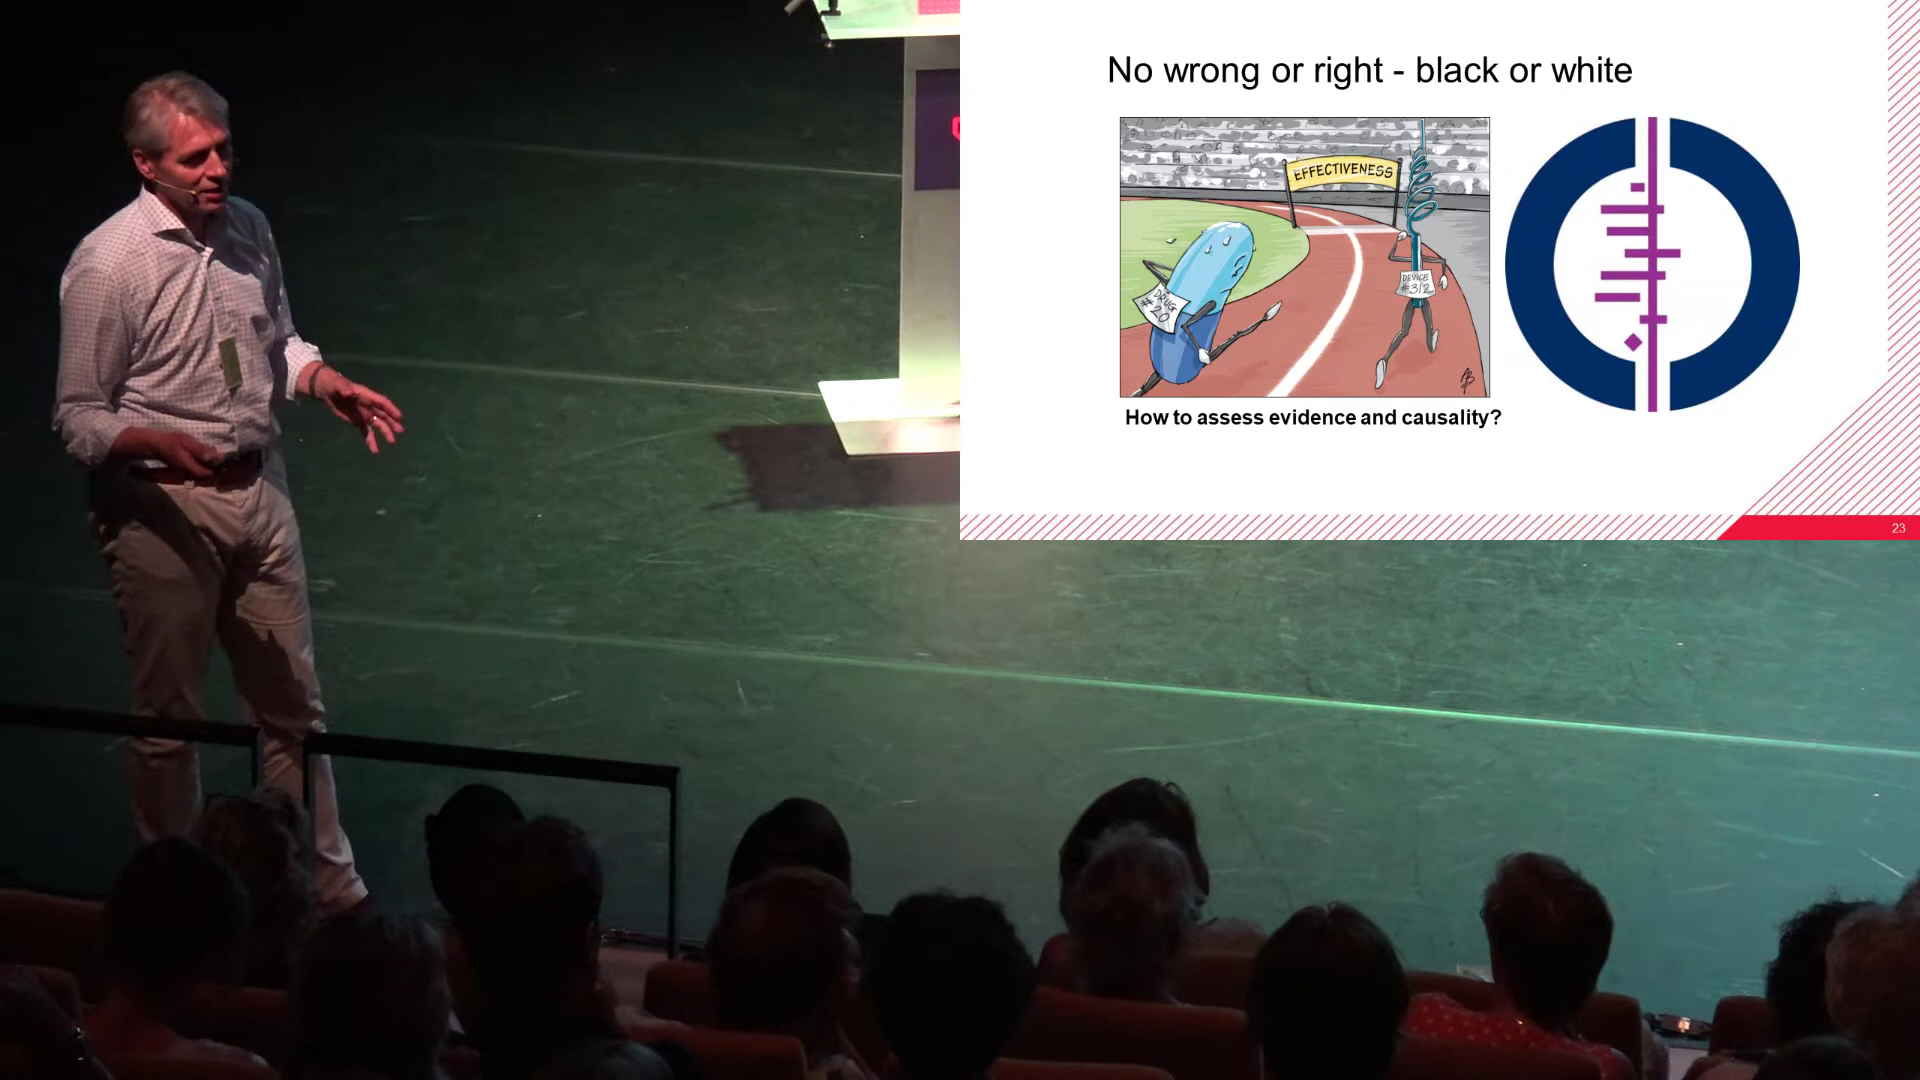 No wrong or right - black or white
EFFECTIVENESS
DRUG
# 20
DEVICE
#312
How to assess evidence and causality?
23